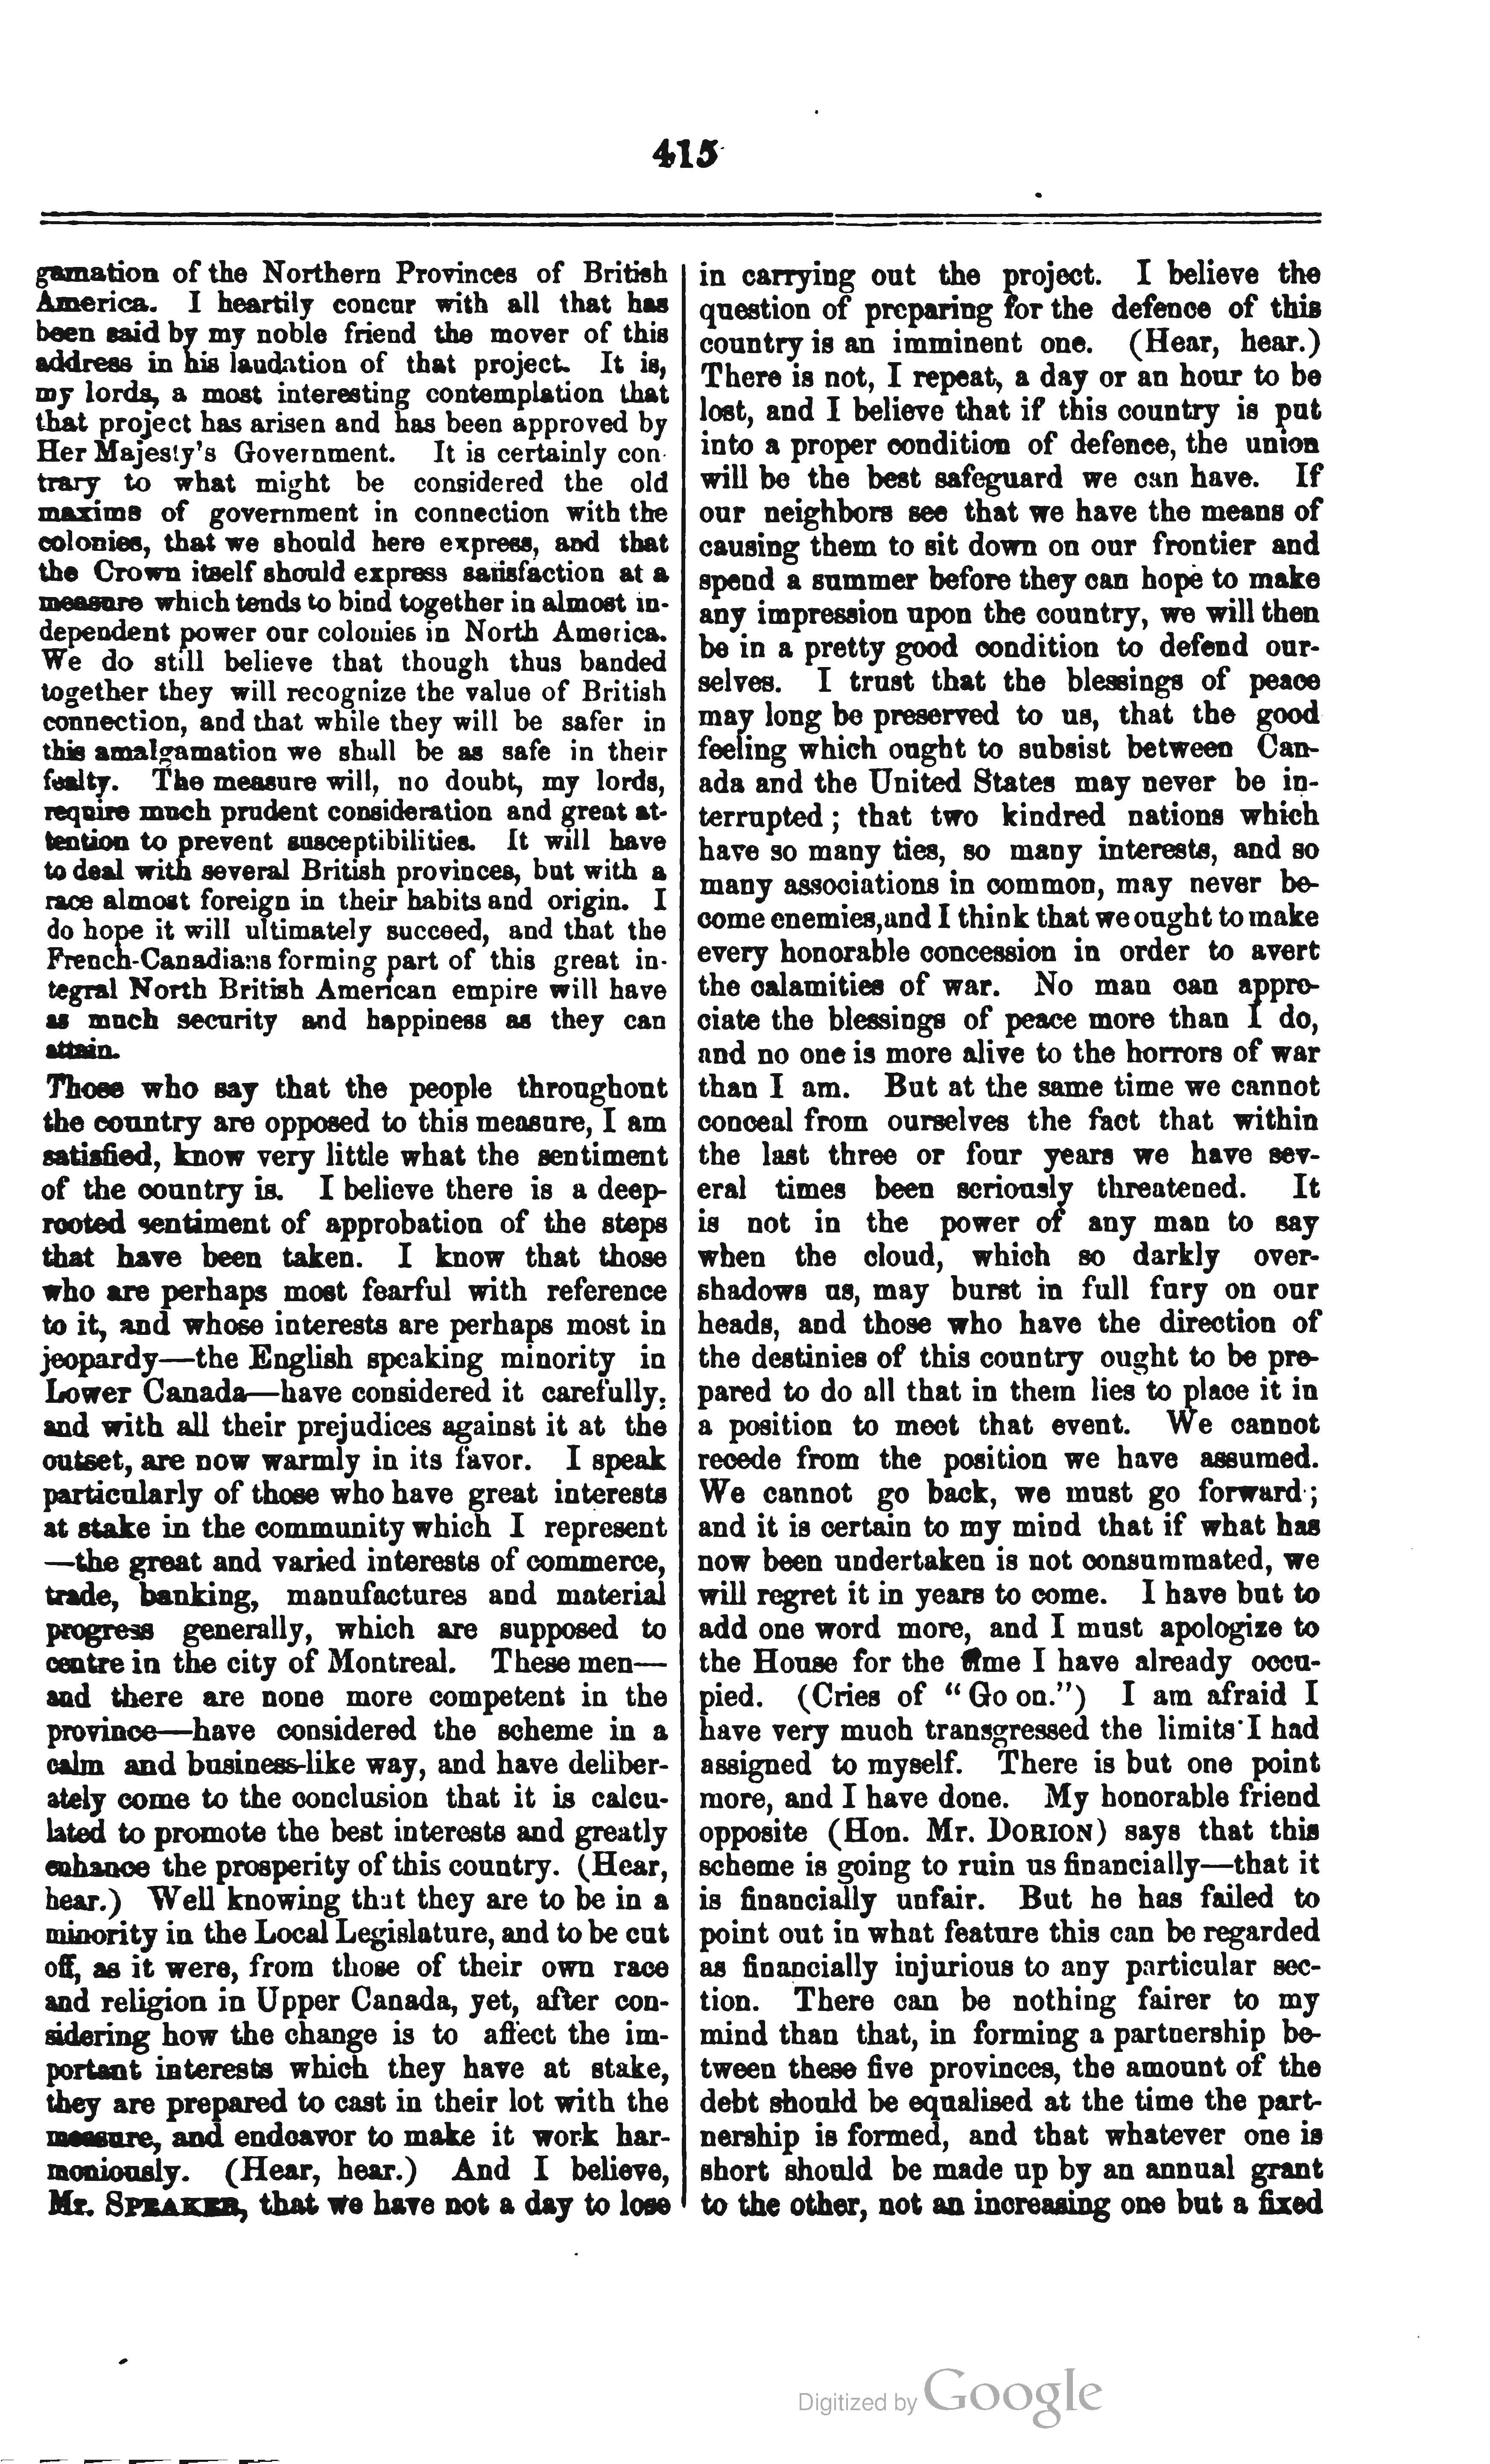 415
gamation of the Northern Provinces of British
America. I heartily concur with all that has
been said by my noble friend the mover of this
address in his laudation of that project. It is,
my lords, a most interesting contemplation that
that project has arisen and has been approved by
Her Majesty's Government. It is certainly con-
trary to what might be considered the old
maxims of government in connection with the
colonies, that we should here express, and that
the Crown itself should express satisfaction at a
measure which tends to bind together in almost in-
dependent power our colonies in North America.
We do still believe that though thus banded
together they will recognize the value of British
connection, and that while they will be safer in
this amalgamation we shall be as safe in their
fealty. The measure will, no doubt, my lords,
require much prudent consideration and great at-
tention to prevent susceptibilities. It will have
to deal with several British provinces, but with a
race almost foreign in their habits and origin. I
do hope it will ultimately succeed, and that the
French-Canadians forming part of this great in-
tegral North British American empire will have
as much security and happiness as they can
attain.
Those who say that the people throughout
the country are opposed to this measure, I am
satisfied, know very little what the sentiment
of the country is. I believe there is a deep-
rooted sentiment of approbation of the steps
that have been taken. I know that those
who are perhaps most fearful with reference
to it, and whose interests are perhaps most in
jeopardy—the English speaking minority in
Lower Canada—have considered it carefully,
and with all their prejudices against it at the
outset, are now warmly in its favor. I speak
particularly of those who have great interests
at stake in the community which I represent
—the great and varied interests of commerce,
trade, banking, manufactures and material
progress generally, which are supposed to
centre in the city of Montreal. These men—
and there are none more competent in the
province—have considered the scheme in a
calm and business-like way, and have deliber-
ately come to the conclusion that it is calcu-
lated to promote the best interests and greatly
enhance the prosperity of this country. (Hear,
hear.) Well knowing that they are to be in a
minority in the Local Legislature, and to be cut
off, as it were, from those of their own race
and religion in Upper Canada, yet, after con-
sidering how the change is to affect the im-
portant interests which they have at stake,
they are prepared to cast in their lot with the
measure, and endeavor to make it work har-
moniously. (Hear, hear.) And I believe,
Mr. SPEAKER, that we have not a day to lose
in carrying out the project. I believe the
question of preparing for the defence of this
country is an imminent one. (Hear, hear.)
There is not, I repeat, a day or an hour to be
lost, and I believe that if this country is put
into a proper condition of defence, the union
will be the best safeguard we can have. If
our neighbors see that we have the means of
causing them to sit down on our frontier and
spend a summer before they can hope to make
any impression upon the country, we will then
be in a pretty good condition to defend our-
selves. I trust that the blessings of peace
may long be preserved to us, that the good
feeling which ought to subsist between Can-
ada and the United States may never be in-
terrupted ; that two kindred nations which
have so many ties, so many interests, and so
many associations in common, may never be-
come enemies,and I think that we ought to make
every honorable concession in order to avert
the calamities of war. No man can appre-
ciate the blessings of peace more than I do,
and no one is more alive to the horrors of war
than I am. But at the same time we cannot
conceal from ourselves the fact that within
the last three or four years we have sev-
eral times been seriously threatened. It
is not in the power of any man to say
when the cloud, which so darkly over-
shadows us, may burst in full fury on our
heads, and those who have the direction of
the destinies of this country ought to be pre-
pared to do all that in them lies to place it in
a position to meet that event. We cannot
recede from the position we have assumed.
We cannot go back, we must go forward ;
and it is certain to my mind that if what has
now been undertaken is not consummated, we
will regret it in years to come. I have but to
add one word more, and I must apologize to
the House for the time I have already occu-
pied. (Cries of "Go on.") I am afraid I
have very much transgressed the limits I had
assigned to myself. There is but one point
more, and I have done. My honorable friend
opposite (Hon. Mr. DORION) says that this
scheme is going to ruin us financially—that it
is financially unfair. But he has failed to
point out in what feature this can be regarded
as financially injurious to any particular sec-
tion. There can be nothing fairer to my
mind than that, in forming a partnership be-
tween these five provinces, the amount of the
debt should be equalised at the time the part-
nership is formed, and that whatever one is
short should be made up by an annual grant
to the other, not an increasing one but a fixed
Digitized by Google